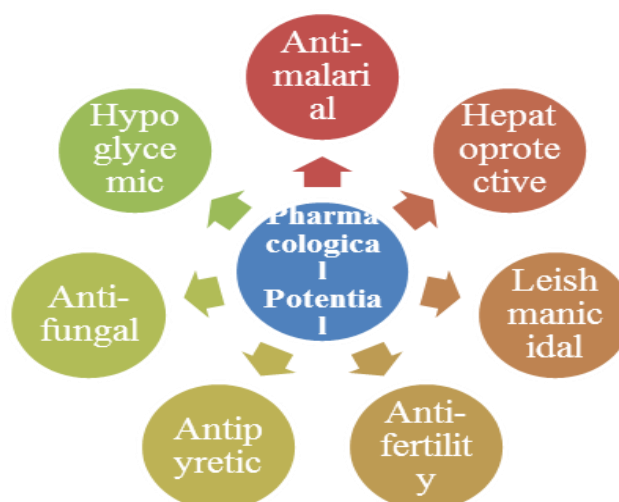 Anti-
malari
al
Hepat
oprote
ctive
Leish
manic
idal
Anti-
fertilit
y
Antip
yretic
Anti-
fungal
Hypo
glyce
mic
Pharma
cologica
l
Potentia
l